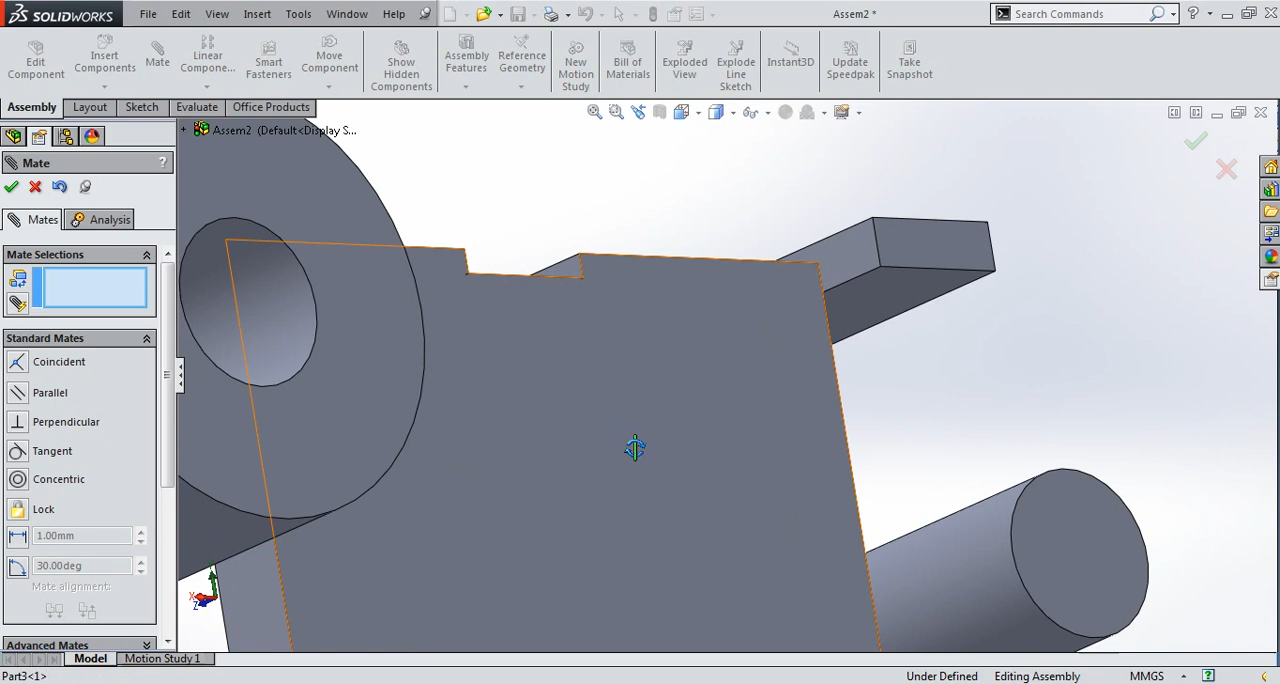 SOLIDWORKS File Edit View Insert Tools Window Help Assem2 * Search Commands
Edit Component
Insert Components
Mate
Linear Compone...
Smart Fasteners
Move Component
Show Hidden Components
Assembly Features
Reference Geometry
New Motion Study
Bill of Materials
Exploded View
Explode Line Sketch
Instant3D
Update Speedpak
Take Snapshot
Assembly Layout Sketch Evaluate Office Products
Assem2 (Default<Display S...
Mate ?
Mates Analysis
Mate Selections
Standard Mates
Coincident
Parallel
Perpendicular
Tangent
Concentric
Lock
1.00mm
30.00deg
Mate alignment:
Advanced Mates
X
Z
Model Motion Study 1
Part3<1> Under Defined Editing Assembly MMGS ?